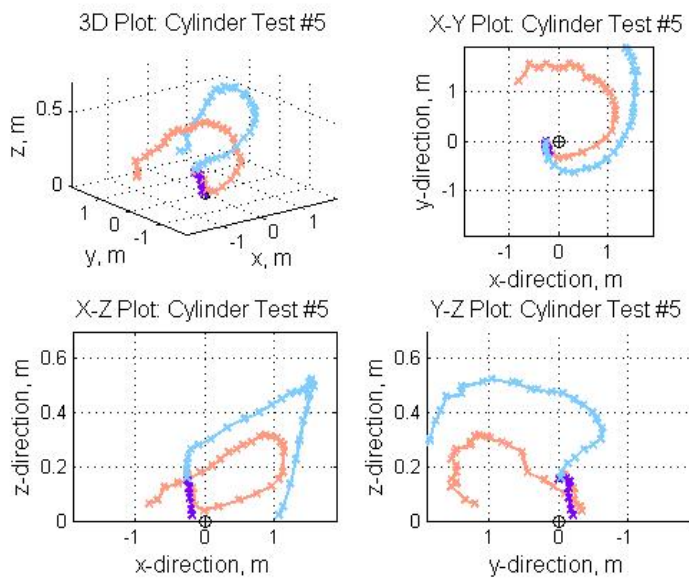 3D Plot: Cylinder Test #5
X-Y Plot: Cylinder Test #5
z, m
0.5
0
1
0
-1
y, m
-1
0
1
x, m
y-direction, m
1
0
-1
-1
0
1
x-direction, m
X-Z Plot: Cylinder Test #5
Y-Z Plot: Cylinder Test #5
z-direction, m
0.6
0.4
0.2
0
-1
0
1
x-direction, m
z-direction, m
0.6
0.4
0.2
0
1
0
-1
y-direction, m